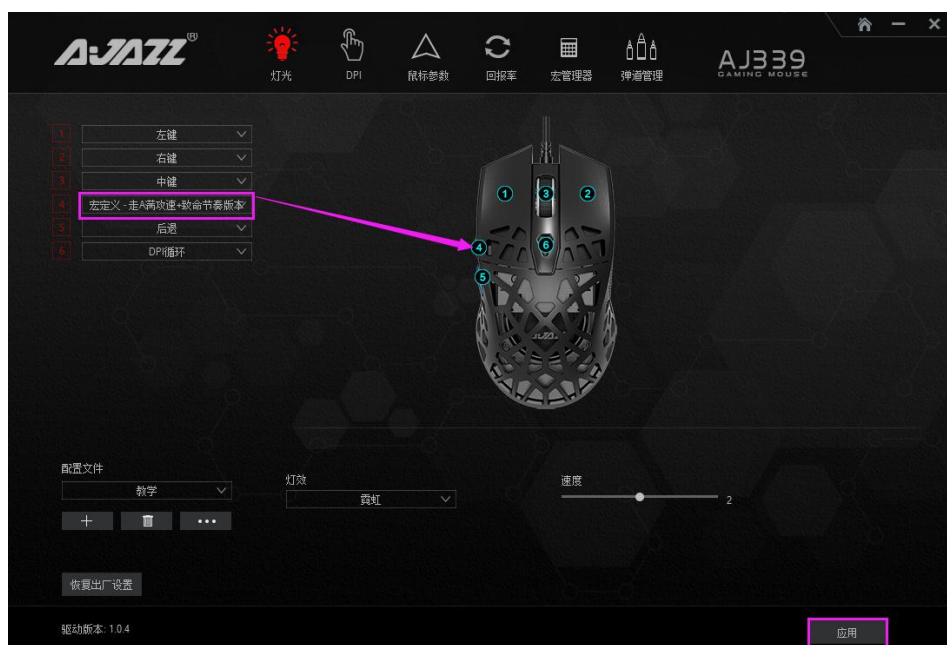 A·JAZZ®
灯光
DPI
鼠标参数
回报率
宏管理器
弹道管理
AJ339
GAMING MOUSE
1 左键
2 右键
3 中键
4 宏定义 - 走A满攻速+致命节奏版本
5 后退
6 DPI循环
1
3
2
4
6
5
AJAZZ
配置文件
教学
灯效
霓虹
速度
2
恢复出厂设置
驱动版本: 1.0.4
应用